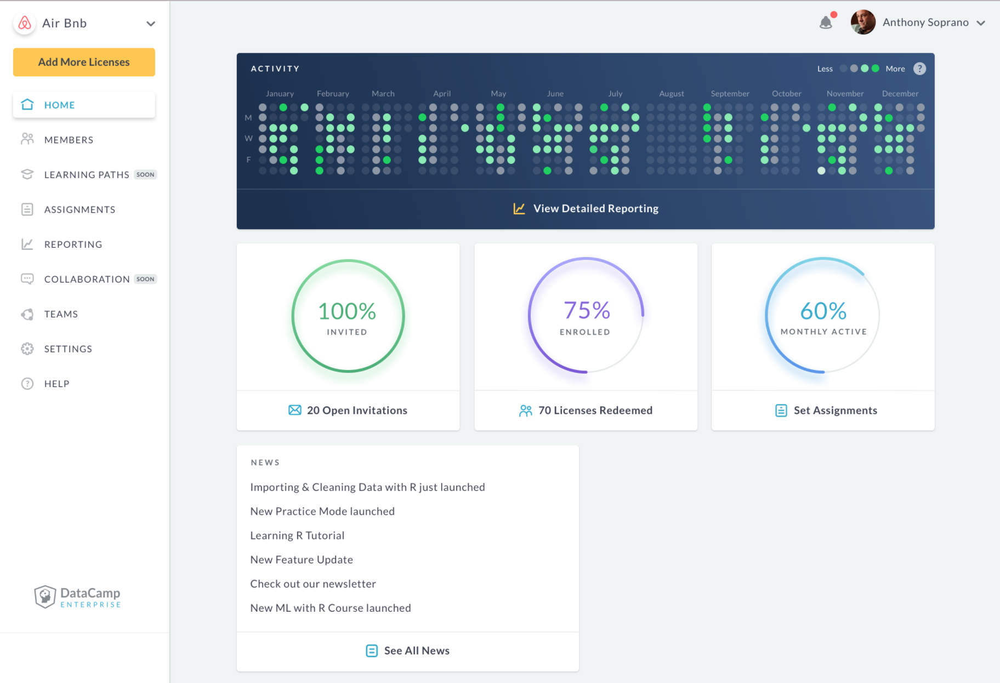 Air Bnb
Add More Licenses
HOME
MEMBERS
LEARNING PATHS SOON
ASSIGNMENTS
REPORTING
COLLABORATION SOON
TEAMS
SETTINGS
? HELP
DataCamp
ENTERPRISE
Anthony Soprano
ACTIVITY
Less More ?
January February March April May June July August September October November December
M
W
F
View Detailed Reporting
100%
INVITED
20 Open Invitations
75%
ENROLLED
70 Licenses Redeemed
60%
MONTHLY ACTIVE
Set Assignments
NEWS
Importing & Cleaning Data with R just launched
New Practice Mode launched
Learning R Tutorial
New Feature Update
Check out our newsletter
New ML with R Course launched
See All News